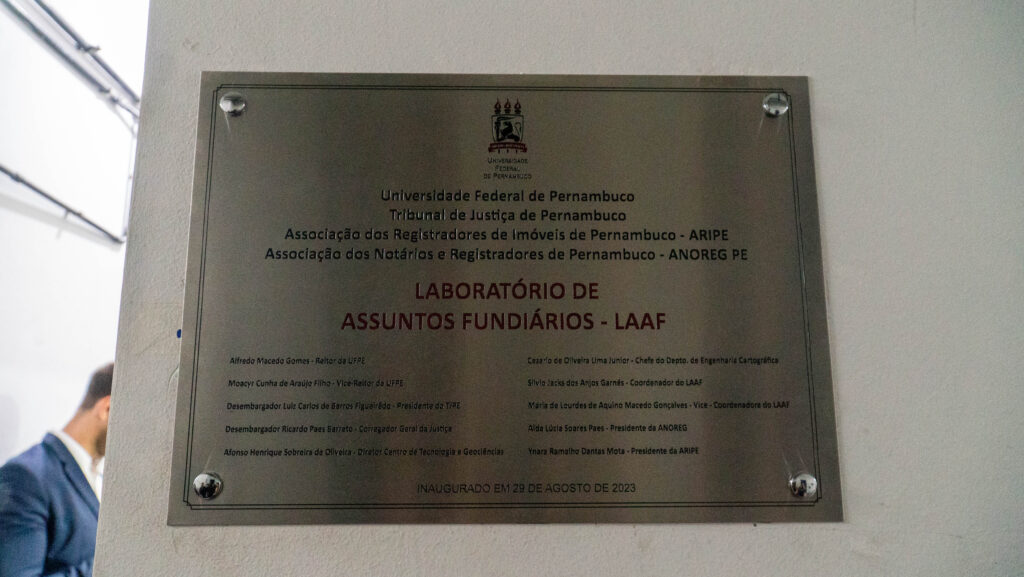 UNIVERSIDADE
FEDERAL
DE PERNAMBUCO
Universidade Federal de Pernambuco
Tribunal de Justiça de Pernambuco
Associação dos Registradores de Imóveis de Pernambuco - ARIPE
Associação dos Notários e Registradores de Pernambuco - ANOREG PE
LABORATÓRIO DE
ASSUNTOS FUNDIÁRIOS - LAAF
Alfredo Macedo Gomes - Reitor da UFPE
Moacyr Cunha de Araújo Filho - Vice-Reitor da UFPE
Desembargador Luiz Carlos de Barros Figueirêdo - Presidente do TJPE
Desembargador Ricardo Paes Barreto - Corregador Geral da Justiça
Afonso Henrique Sobreira de Oliveira - Diretor Centro de Tecnologia e Geociências
Cesario de Oliveira Lima Junior - Chefe do Depto. de Engenharia Cartográfica
Silvio Jacks dos Anjos Garnés - Coordenador do LAAF
Maria de Lourdes de Aquino Macedo Gonçalves - Vice - Coordenadora do LAAF
Alda Lúcia Soares Paes - Presidente da ANOREG
Ynara Ramalho Dantas Mota - Presidente da ARIPE
INAUGURADO EM 29 DE AGOSTO DE 2023